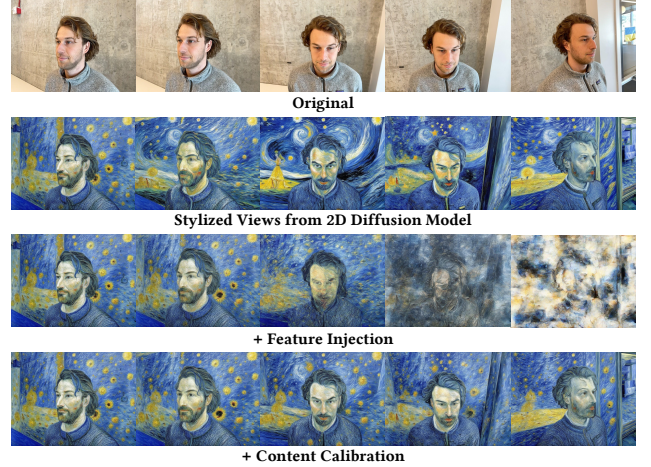 Original
Stylized Views from 2D Diffusion Model
+ Feature Injection
+ Content Calibration